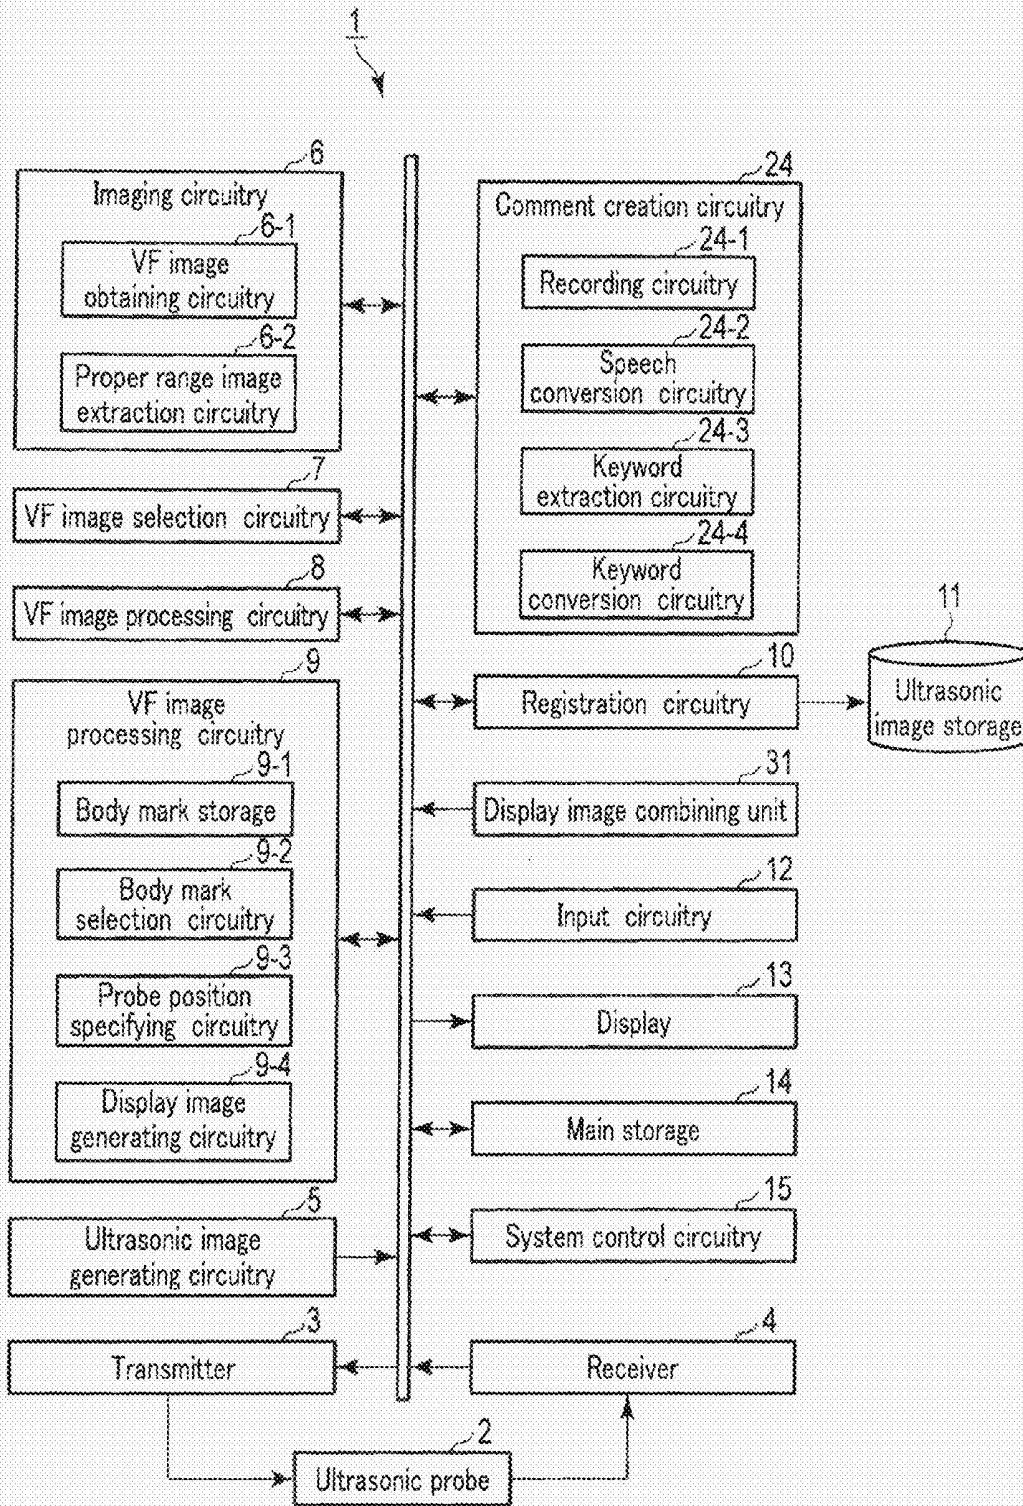 1
6
Imaging circuitry
6-1
VF image
obtaining circuitry
6-2
Proper range image
extraction circuitry
7
VF image selection circuitry
8
VF image processing circuitry
9
VF image
processing circuitry
9-1
Body mark storage
9-2
Body mark
selection circuitry
9-3
Probe position
specifying circuitry
9-4
Display image
generating circuitry
5
Ultrasonic image
generating circuitry
3
Transmitter
24
Comment creation circuitry
24-1
Recording circuitry
24-2
Speech
conversion circuitry
24-3
Keyword
extraction circuitry
24-4
Keyword
conversion circuitry
10
Registration circuitry
11
Ultrasonic
image storage
31
Display image combining unit
12
Input circuitry
13
Display
14
Main storage
15
System control circuitry
4
Receiver
2
Ultrasonic probe